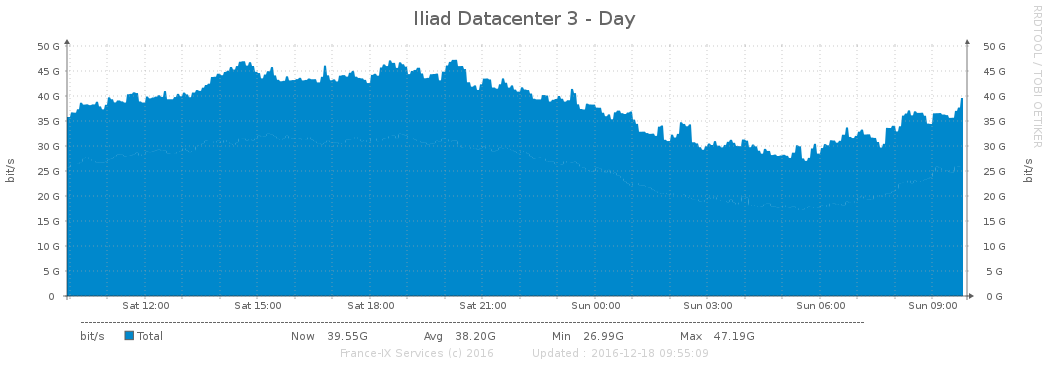 Iliad Datacenter 3 - Day
RRDTOOL / TOBI OETIKER
50 G 50 G
45 G 45 G
40 G 40 G
35 G 35 G
30 G 30 G
25 G 25 G
20 G 20 G
15 G 15 G
10 G 10 G
5 G 5 G
0 0 G
bit/s bit/s
Sat 12:00 Sat 15:00 Sat 18:00 Sat 21:00 Sun 00:00 Sun 03:00 Sun 06:00 Sun 09:00
bit/s Total Now 39.55G Avg 38.20G Min 26.99G Max 47.19G
France-IX Services (c) 2016 Updated : 2016-12-18 09:55:09